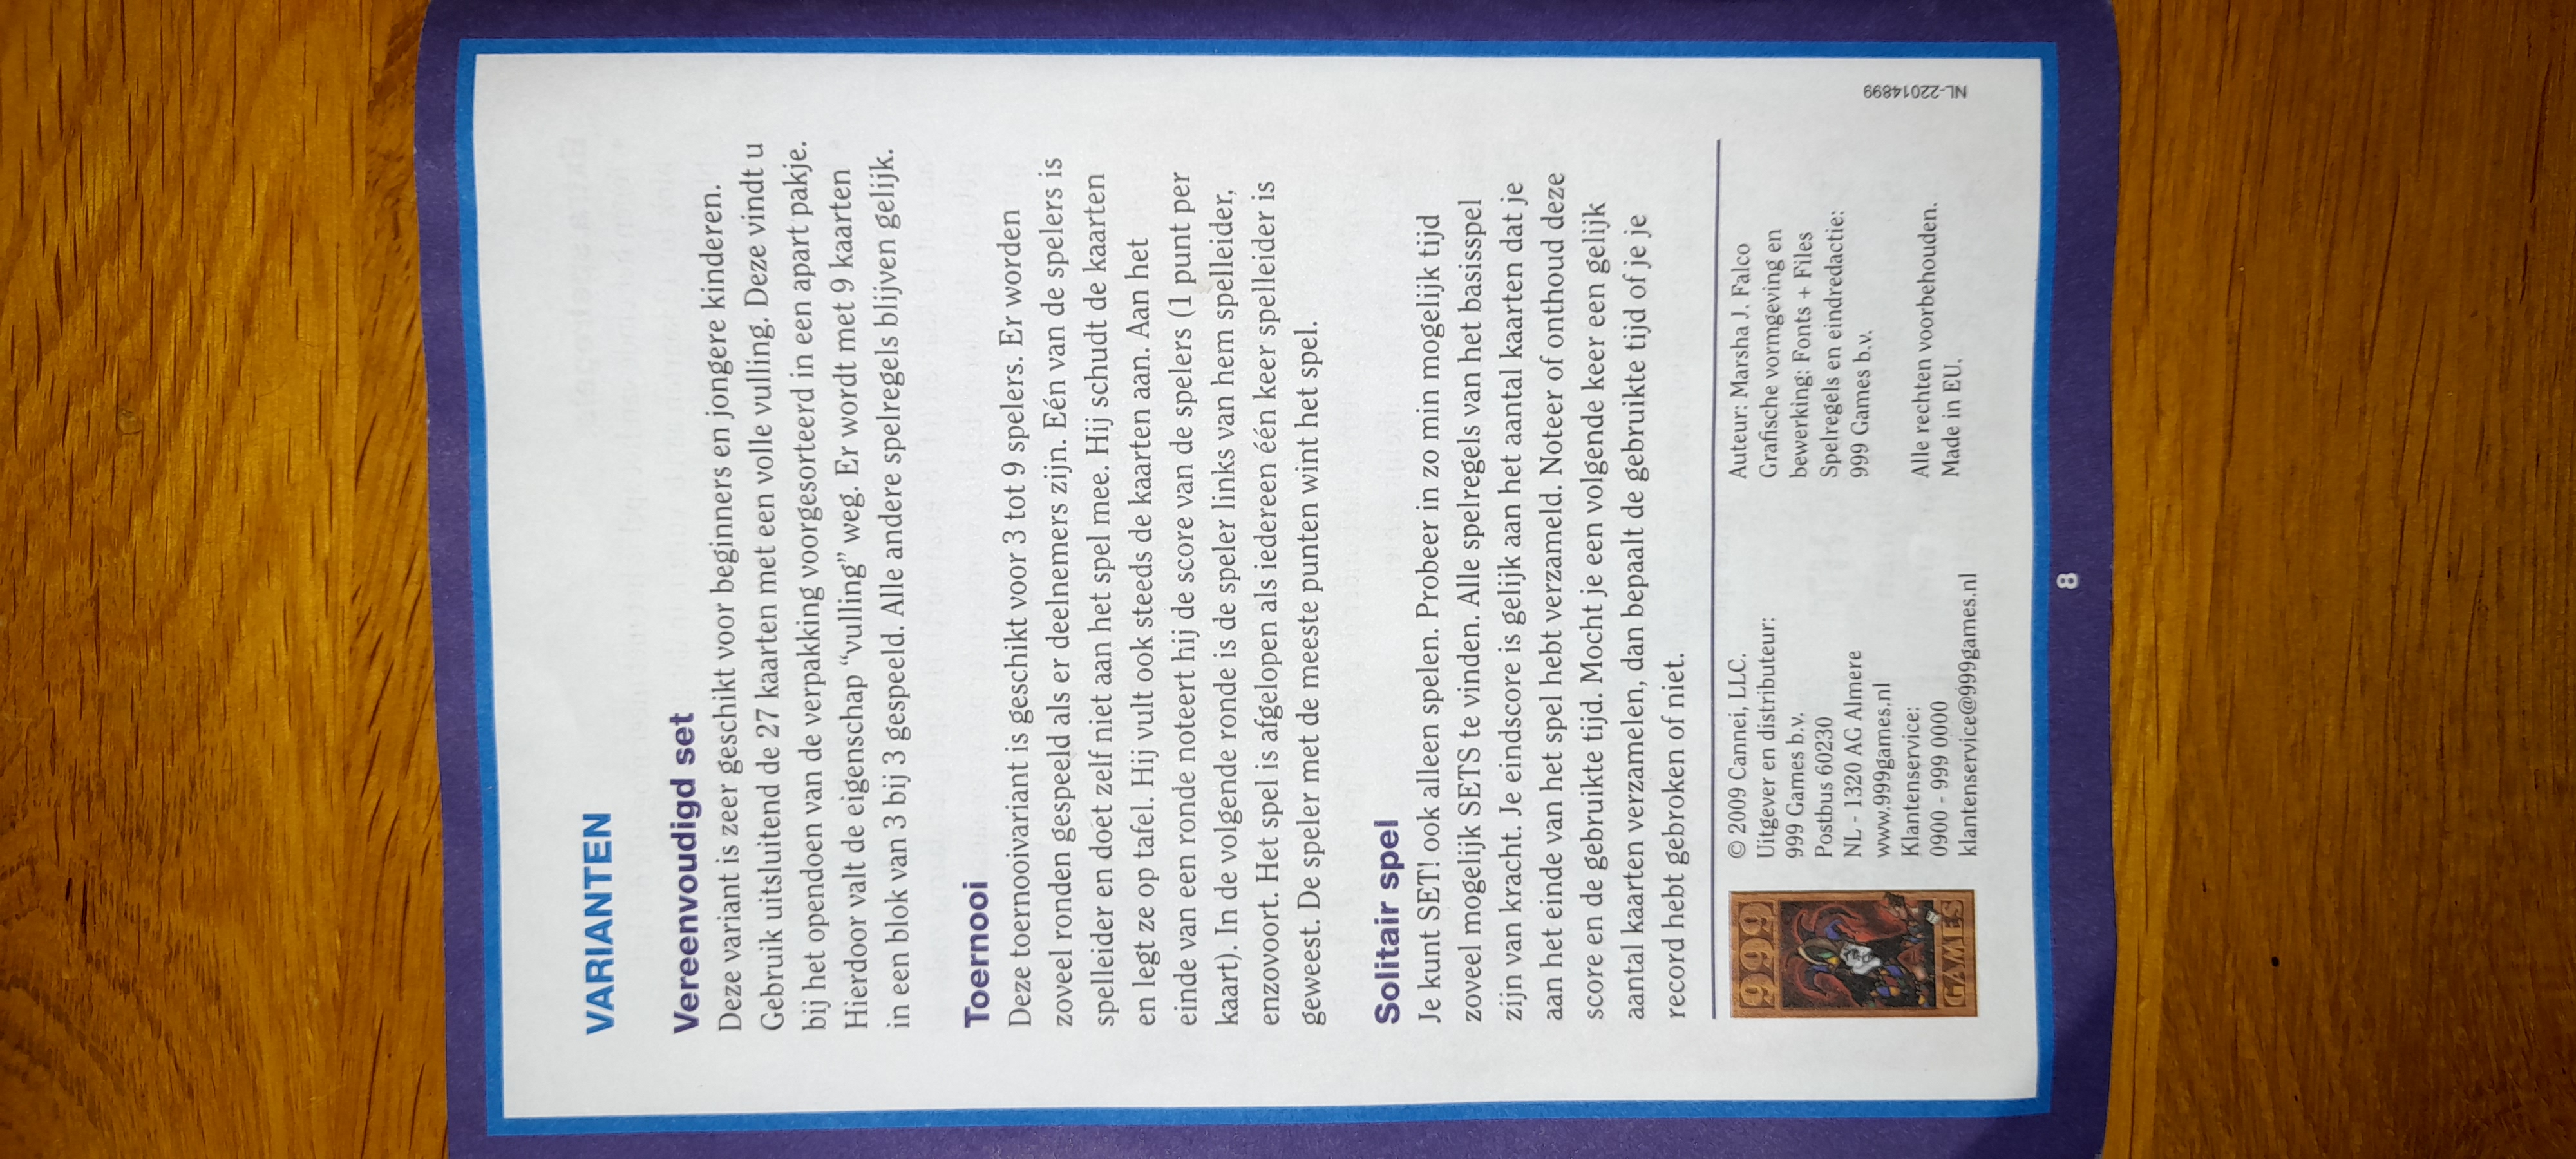 VARIANTEN
Vereenvoudigd set
Deze variant is zeer geschikt voor beginners en jongere kinderen.
Gebruik uitsluitend de 27 kaarten met een volle vulling. Deze vindt u
bij het opendoen van de verpakking voorgesorteerd in een apart pakje.
Hierdoor valt de eigenschap “vulling” weg. Er wordt met 9 kaarten
in een blok van 3 bij 3 gespeeld. Alle andere spelregels blijven gelijk.
Toernooi
Deze toernooivariant is geschikt voor 3 tot 9 spelers. Er worden
zoveel ronden gespeeld als er deelnemers zijn. Eén van de spelers is
spelleider en doet zelf niet aan het spel mee. Hij schudt de kaarten
en legt ze op tafel. Hij vult ook steeds de kaarten aan. Aan het
einde van een ronde noteert hij de score van de spelers (1 punt per
kaart). In de volgende ronde is de speler links van hem spelleider,
enzovoort. Het spel is afgelopen als iedereen één keer spelleider is
geweest. De speler met de meeste punten wint het spel.
Solitair spel
Je kunt SET! ook alleen spelen. Probeer in zo min mogelijk tijd
zoveel mogelijk SETS te vinden. Alle spelregels van het basisspel
zijn van kracht. Je eindscore is gelijk aan het aantal kaarten dat je
aan het einde van het spel hebt verzameld. Noteer of onthoud deze
score en de gebruikte tijd. Mocht je een volgende keer een gelijk
aantal kaarten verzamelen, dan bepaalt de gebruikte tijd of je je
record hebt gebroken of niet.
999
GAMES
© 2009 Cannei, LLC.
Uitgever en distributeur:
999 Games b.v.
Postbus 60230
NL - 1320 AG Almere
www.999games.nl
Klantenservice:
0900 - 999 0000
klantenservice@999games.nl
Auteur: Marsha J. Falco
Grafische vormgeving en
bewerking: Fonts + Files
Spelregels en eindredactie:
999 Games b.v.
Alle rechten voorbehouden.
Made in EU.
NL-22014899
8